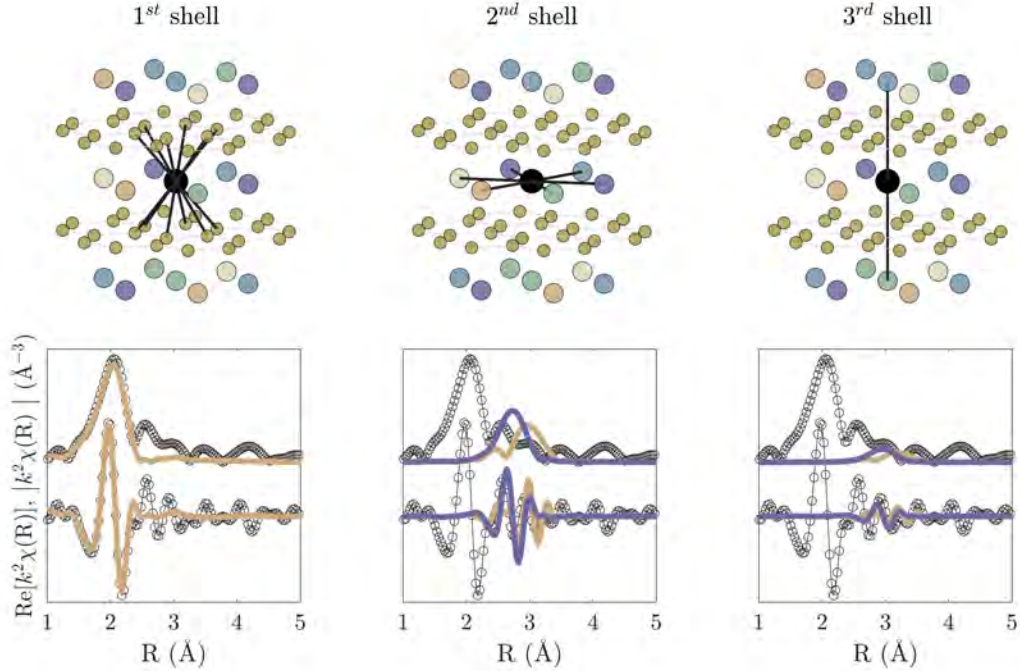 1st shell
2nd shell
3rd shell
Re[k²χ(R)], |k²χ(R) | (Å⁻³)
1 2 3 4 5
1 2 3 4 5
1 2 3 4 5
R (Å)
R (Å)
R (Å)